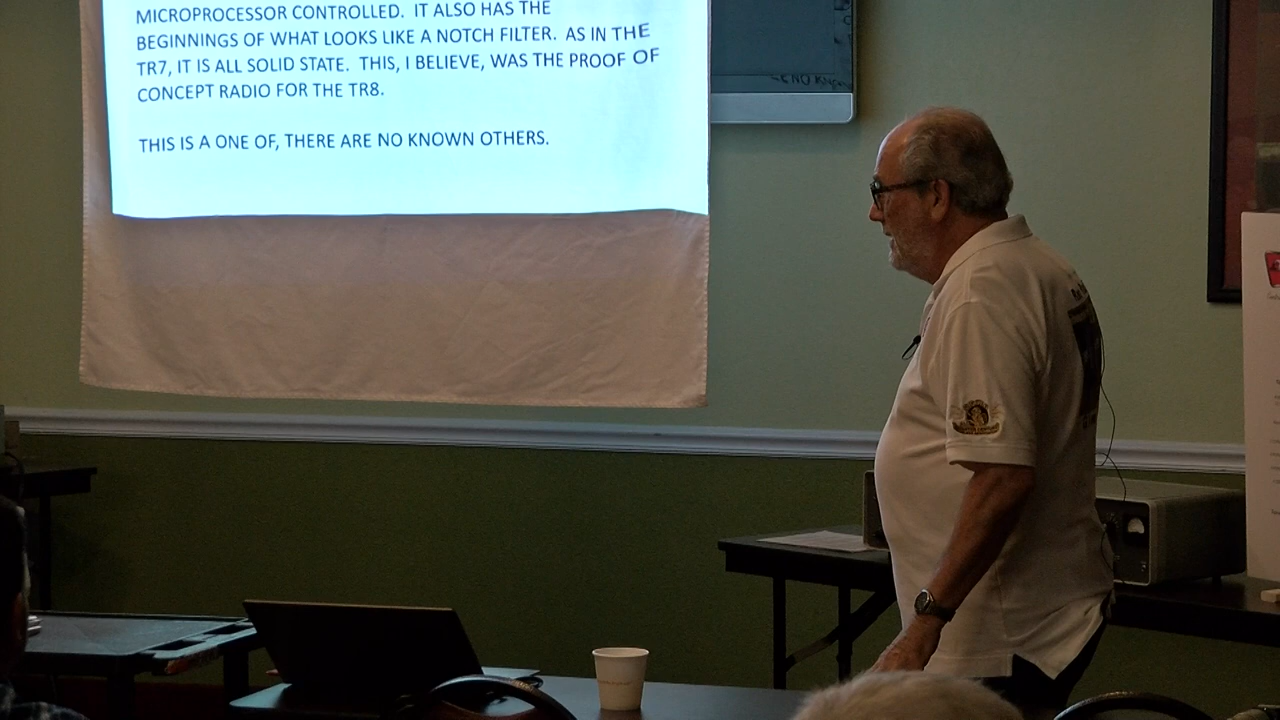 MICROPROCESSOR CONTROLLED. IT ALSO HAS THE
BEGINNINGS OF WHAT LOOKS LIKE A NOTCH FILTER. AS IN THE
TR7, IT IS ALL SOLID STATE. THIS, I BELIEVE, WAS THE PROOF OF
CONCEPT RADIO FOR THE TR8.
THIS IS A ONE OF, THERE ARE NO KNOWN OTHERS.